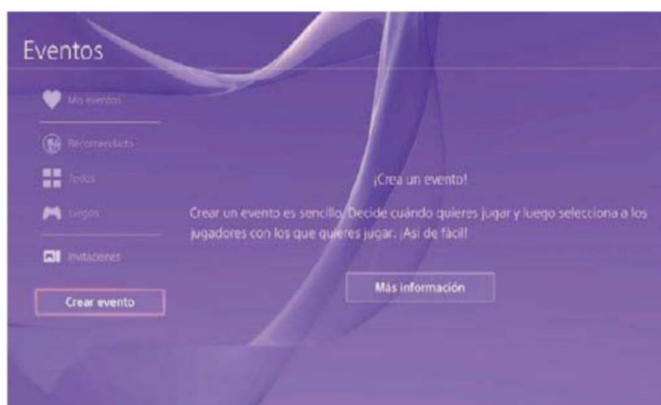 Eventos
Mis eventos
Recomendado
Todos
Juegos
Invitaciones
Crear evento
¡Crea un evento!
Crear un evento es sencillo. Decide cuándo quieres jugar y luego selecciona a los
jugadores con los que quieres jugar. ¡Así de fácil!
Más información